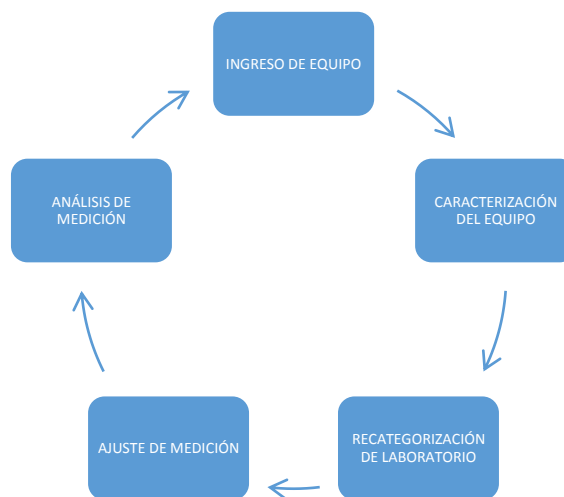 INGRESO DE EQUIPO
CARACTERIZACIÓN
DEL EQUIPO
RECATEGORIZACIÓN
DE LABORATORIO
AJUSTE DE MEDICIÓN
ANÁLISIS DE
MEDICIÓN